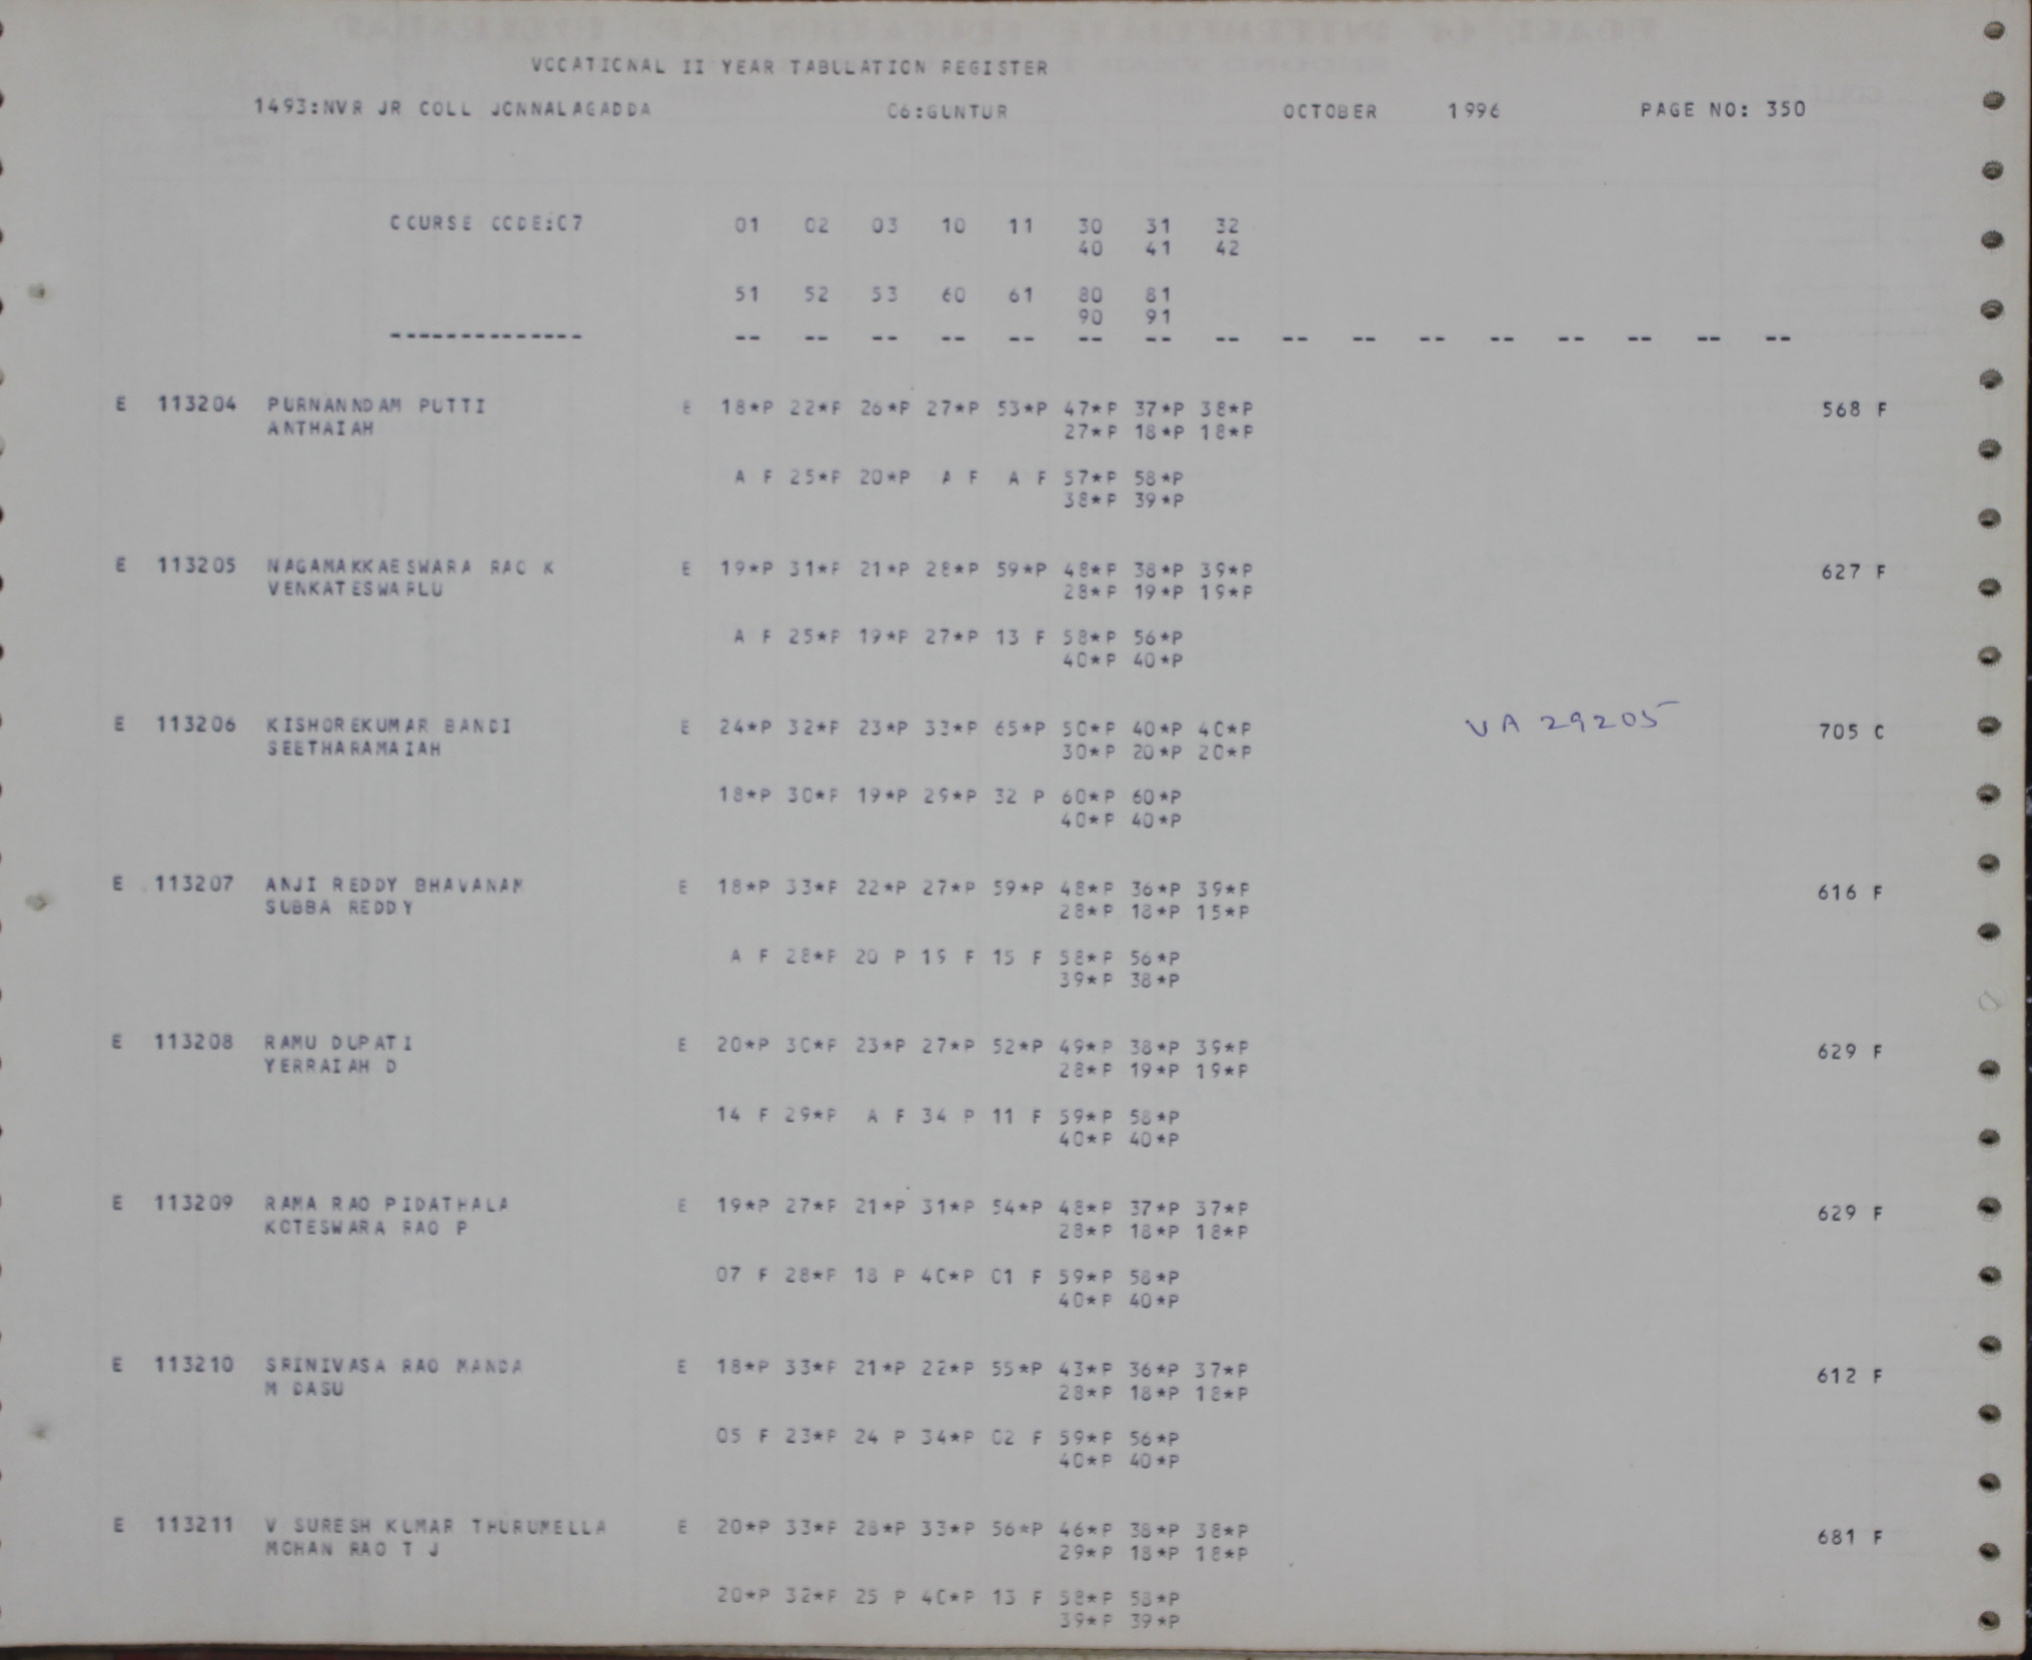 VOCATIONAL II YEAR TABULATION REGISTER
1493:NVR JR COLL JONNALAGADDA C6:GUNTUR OCTOBER 1996 PAGE NO: 350
COURSE CODE:C7 01 02 03 10 11 30 31 32
40 41 42
51 52 53 60 61 80 81
90 91
-------------- -- -- -- -- -- -- -- -- -- -- -- -- -- -- -- --
E 113204 PURNANNDAM PUTTI E 18*P 22*P 26*P 27*P 53*P 47*P 37*P 38*P 568 F
ANTHAIAH 27*P 18*P 18*P
A F 25*P 20*P A F A F 57*P 58*P
38*P 39*P
E 113205 NAGAMAKKAESWARA RAO K E 19*P 31*P 21*P 28*P 59*P 48*P 38*P 39*P 627 F
VENKATESWARLU 28*P 19*P 19*P
A F 25*P 19*P 27*P 13 F 58*P 56*P
40*P 40*P
E 113206 KISHOREKUMAR BANDI E 24*P 32*P 23*P 33*P 65*P 50*P 40*P 40*P VA 29205 705 C
SEETHARAMAIAH 30*P 20*P 20*P
18*P 30*P 19*P 29*P 32 P 60*P 60*P
40*P 40*P
E 113207 ANJI REDDY BHAVANAM E 18*P 33*P 22*P 27*P 59*P 48*P 36*P 39*P 616 F
SUBBA REDDY 28*P 18*P 15*P
A F 28*P 20 P 19 F 15 F 58*P 56*P
39*P 38*P
E 113208 RAMU DUPATI E 20*P 30*P 23*P 27*P 52*P 49*P 38*P 39*P 629 F
YERRAIAH D 28*P 19*P 19*P
14 F 29*P A F 34 P 11 F 59*P 58*P
40*P 40*P
E 113209 RAMA RAO PIDATHALA E 19*P 27*P 21*P 31*P 54*P 48*P 37*P 37*P 629 F
KOTESWARA RAO P 28*P 18*P 18*P
07 F 28*P 18 P 40*P 01 F 59*P 58*P
40*P 40*P
E 113210 SRINIVASA RAO MANDA E 18*P 33*P 21*P 22*P 55*P 43*P 36*P 37*P 612 F
M DASU 28*P 18*P 18*P
05 F 23*P 24 P 34*P 02 F 59*P 56*P
40*P 40*P
E 113211 V SURESH KUMAR THURUMELLA E 20*P 33*P 28*P 33*P 56*P 46*P 38*P 38*P 681 F
MOHAN RAO T J 29*P 18*P 18*P
20*P 32*P 25 P 40*P 13 F 58*P 58*P
39*P 39*P